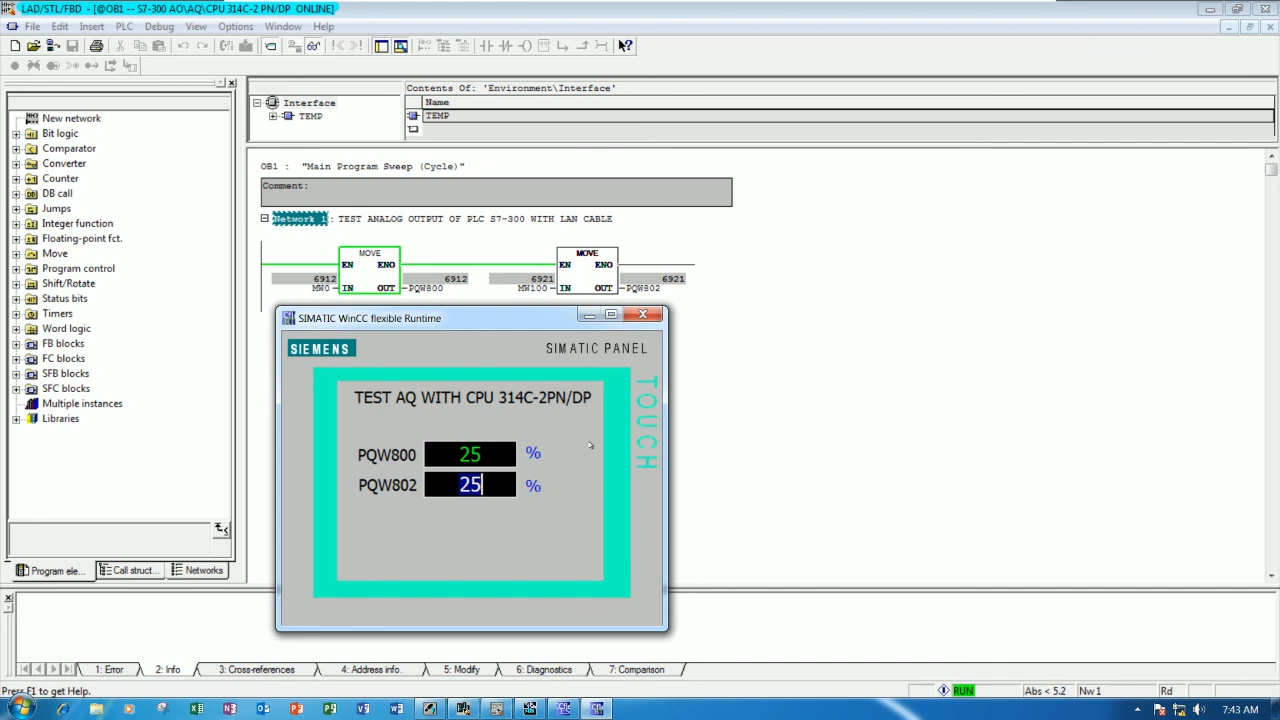 LAD/STL/FBD - [@OB1 -- S7-300 AO\AQ\CPU 314C-2 PN/DP ONLINE]
File Edit Insert PLC Debug View Options Window Help
Contents Of: 'Environment\Interface'
Interface
TEMP
Name
TEMP
New network
Bit logic
Comparator
Converter
Counter
DB call
Jumps
Integer function
Floating-point fct.
Move
Program control
Shift/Rotate
Status bits
Timers
Word logic
FB blocks
FC blocks
SFB blocks
SFC blocks
Multiple instances
Libraries
Program ele... Call struct... Networks
OB1 : "Main Program Sweep (Cycle)"
Comment:
Network 1: TEST ANALOG OUTPUT OF PLC S7-300 WITH LAN CABLE
MOVE MOVE
EN ENO EN ENO
6912 6912 6921 6921
MW0 IN OUT PQW800 MW100 IN OUT PQW802
SIMATIC WinCC flexible Runtime
SIEMENS SIMATIC PANEL
TOUCH
TEST AQ WITH CPU 314C-2PN/DP
PQW800 25 %
PQW802 25 %
1: Error 2: Info 3: Cross-references 4: Address info. 5: Modify 6: Diagnostics 7: Comparison
Press F1 to get Help. RUN Abs < 5.2 Nw 1 Rd
7:43 AM